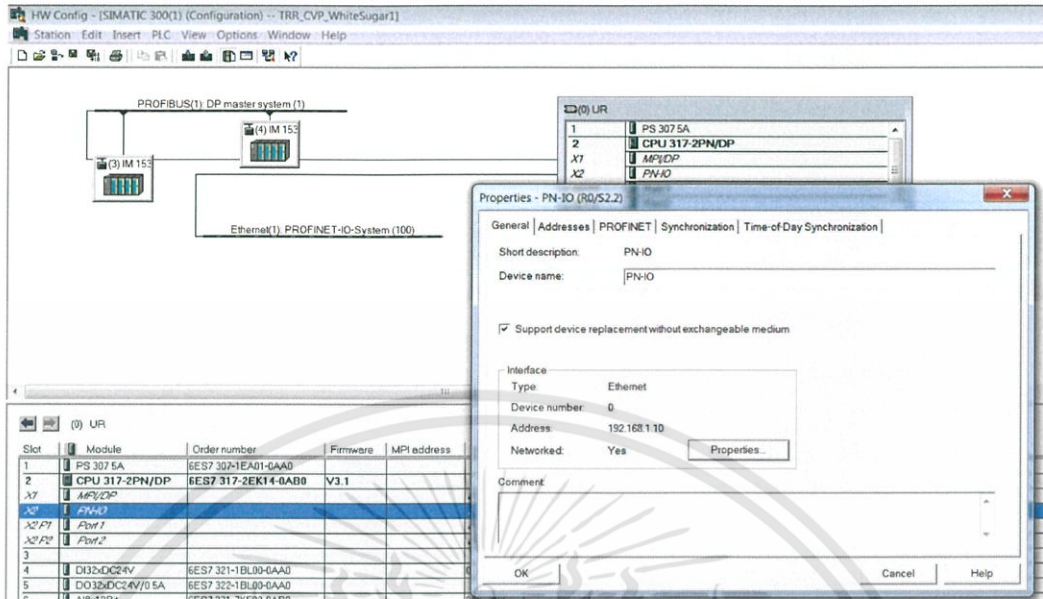 HW Config - [SIMATIC 300(1) (Configuration) -- TRR_CVP_WhiteSugar1]
Station Edit Insert PLC View Options Window Help
PROFIBUS(1): DP master system (1)
(4) IM 153
(3) IM 153
Ethernet(1): PROFINET-IO-System (100)
(0) UR
1 PS 307 5A
2 CPU 317-2PN/DP
X1 MPI/DP
X2 PN-IO
Properties - PN-IO (R0/S2.2)
General Addresses PROFINET Synchronization Time-of-Day Synchronization
Short description: PN-IO
Device name: PN-IO
Support device replacement without exchangeable medium
Interface
Type: Ethernet
Device number: 0
Address: 192.168.1.10
Networked: Yes Properties...
Comment:
OK Cancel Help
(0) UR
Slot Module Order number Firmware MPI address
1 PS 307 5A 6ES7 307-1EA01-0AA0
2 CPU 317-2PN/DP 6ES7 317-2EK14-0AB0 V3.1
X1 MPI/DP
X2 PN-IO
X2 P1 Port 1
X2 P2 Port 2
3
4 DI32xDC24V 6ES7 321-1BL00-0AA0
5 DO32xDC24V/0.5A 6ES7 322-1BL00-0AA0